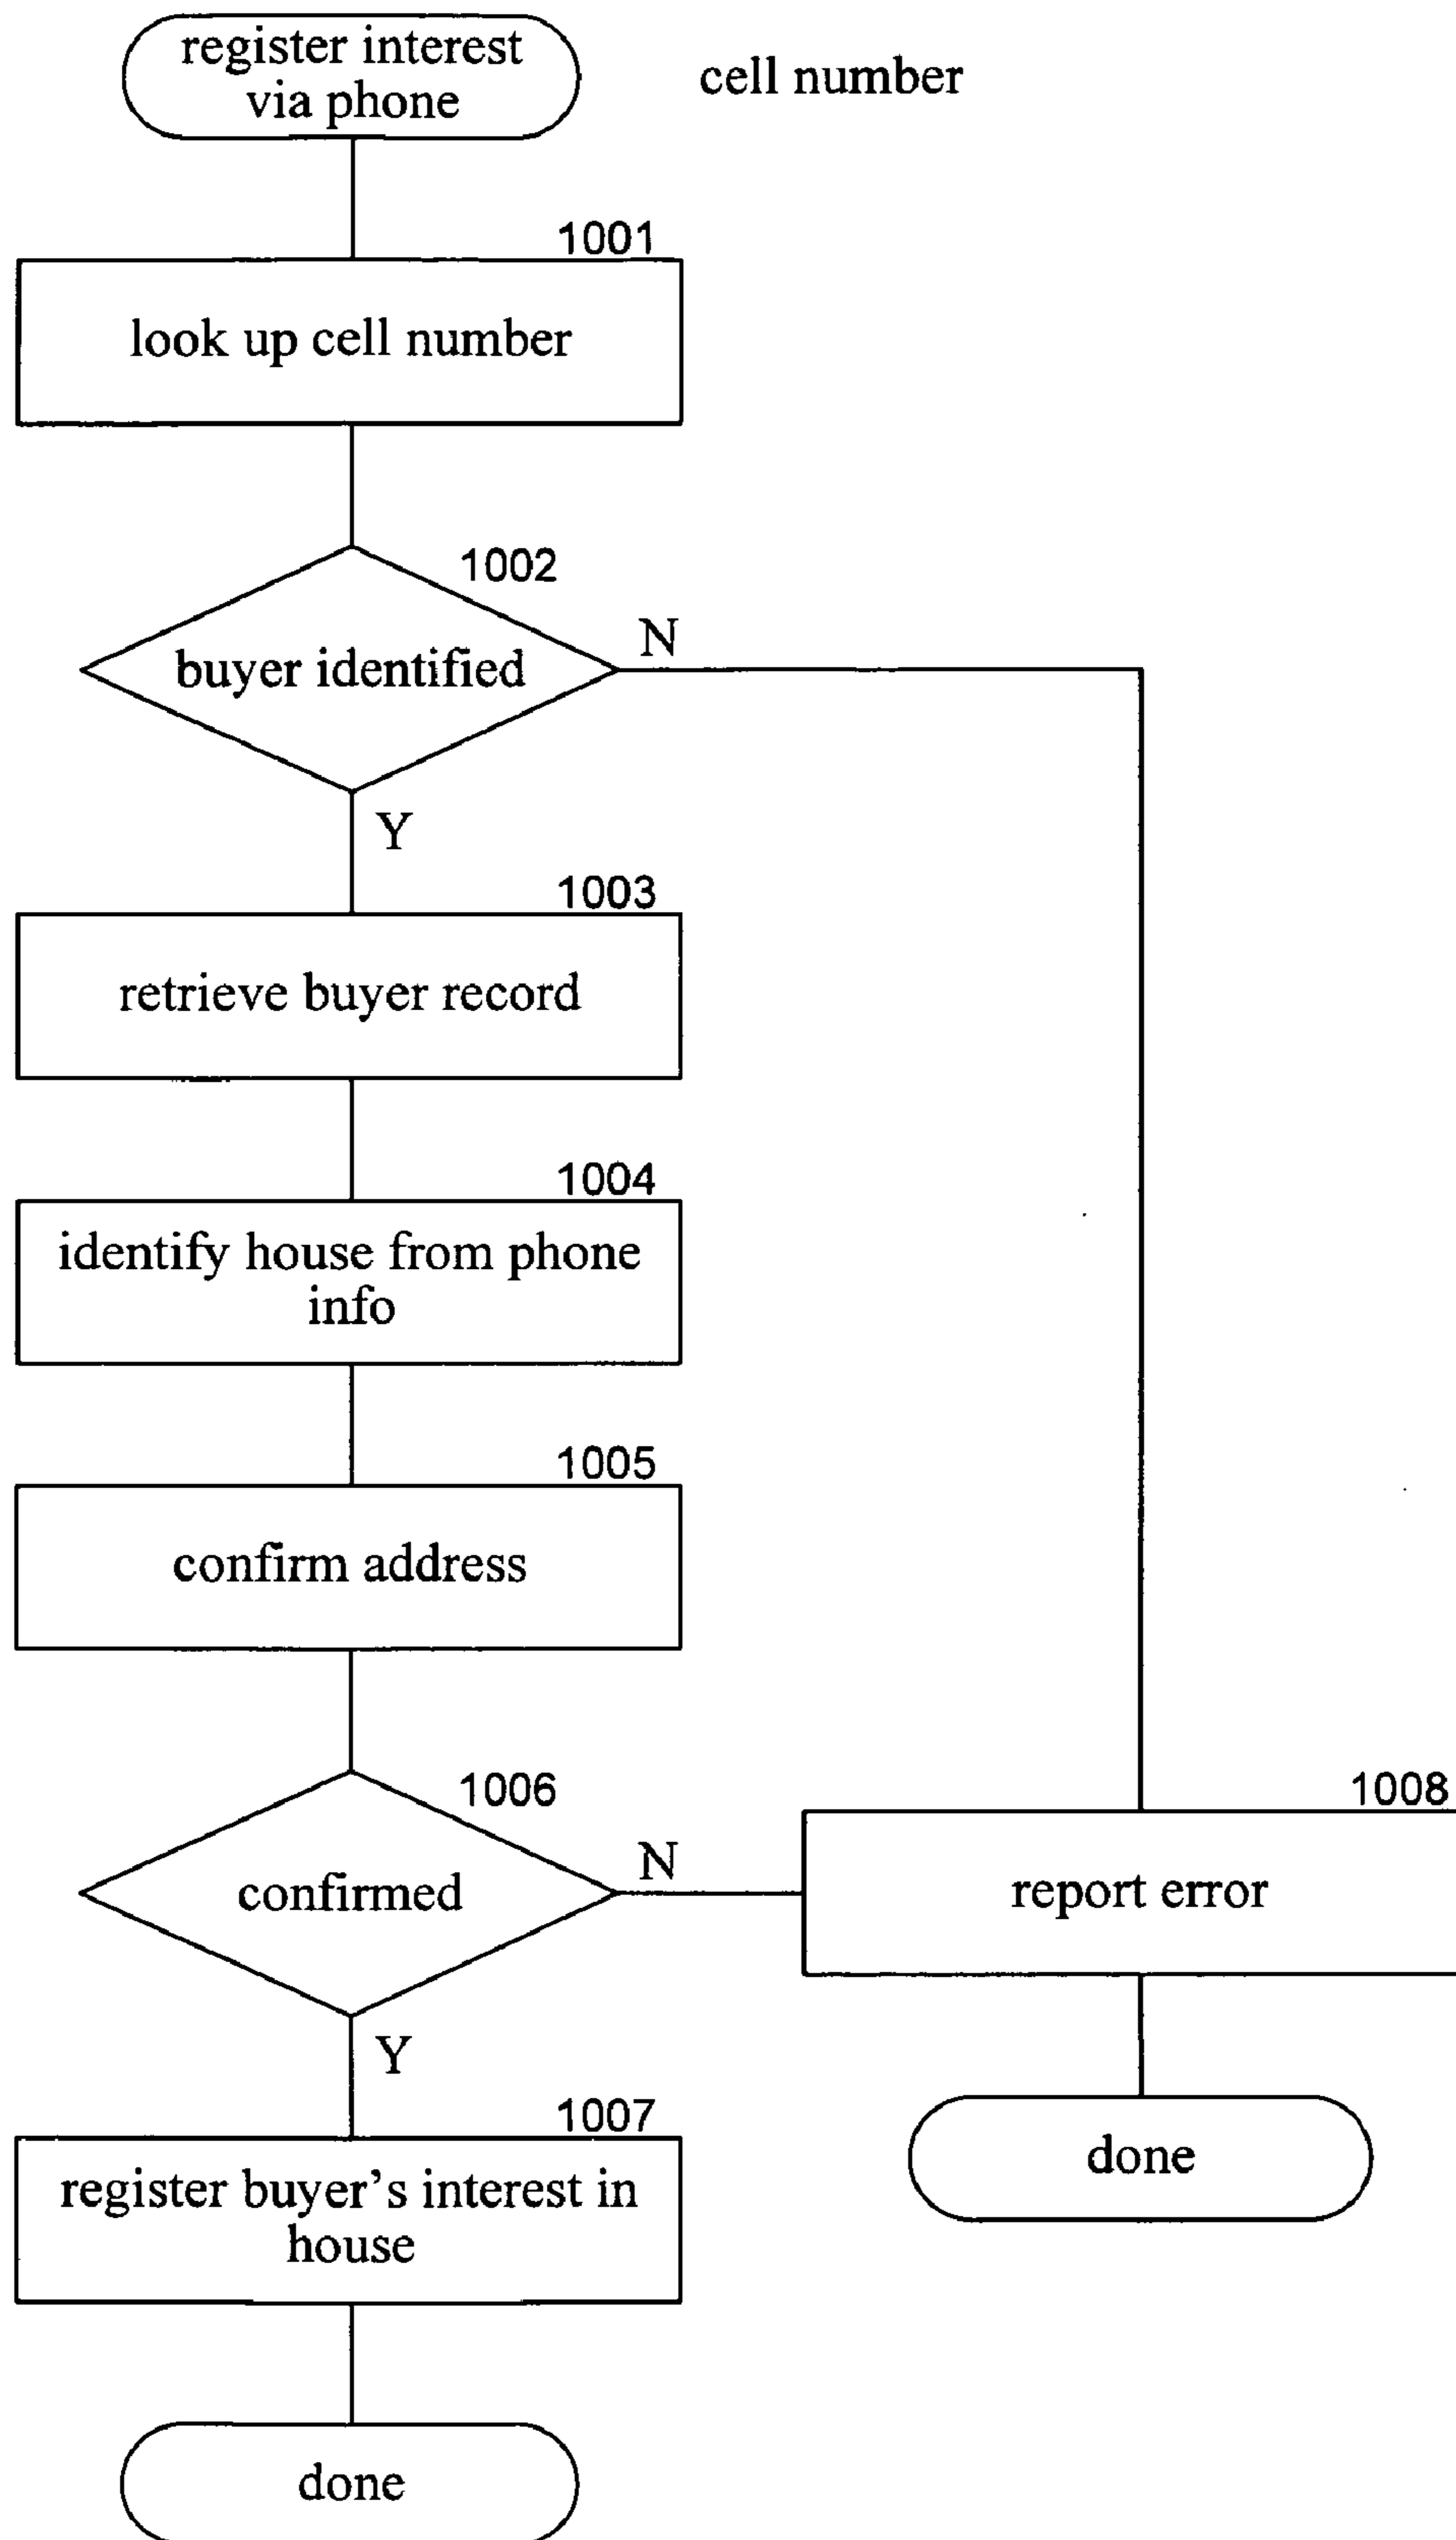 register interest
via phone
cell number
1001
look up cell number
1002
buyer identified
N
Y
1003
retrieve buyer record
1004
identify house from phone
info
1005
confirm address
1006
confirmed
N
Y
1008
report error
done
1007
register buyer’s interest in
house
done